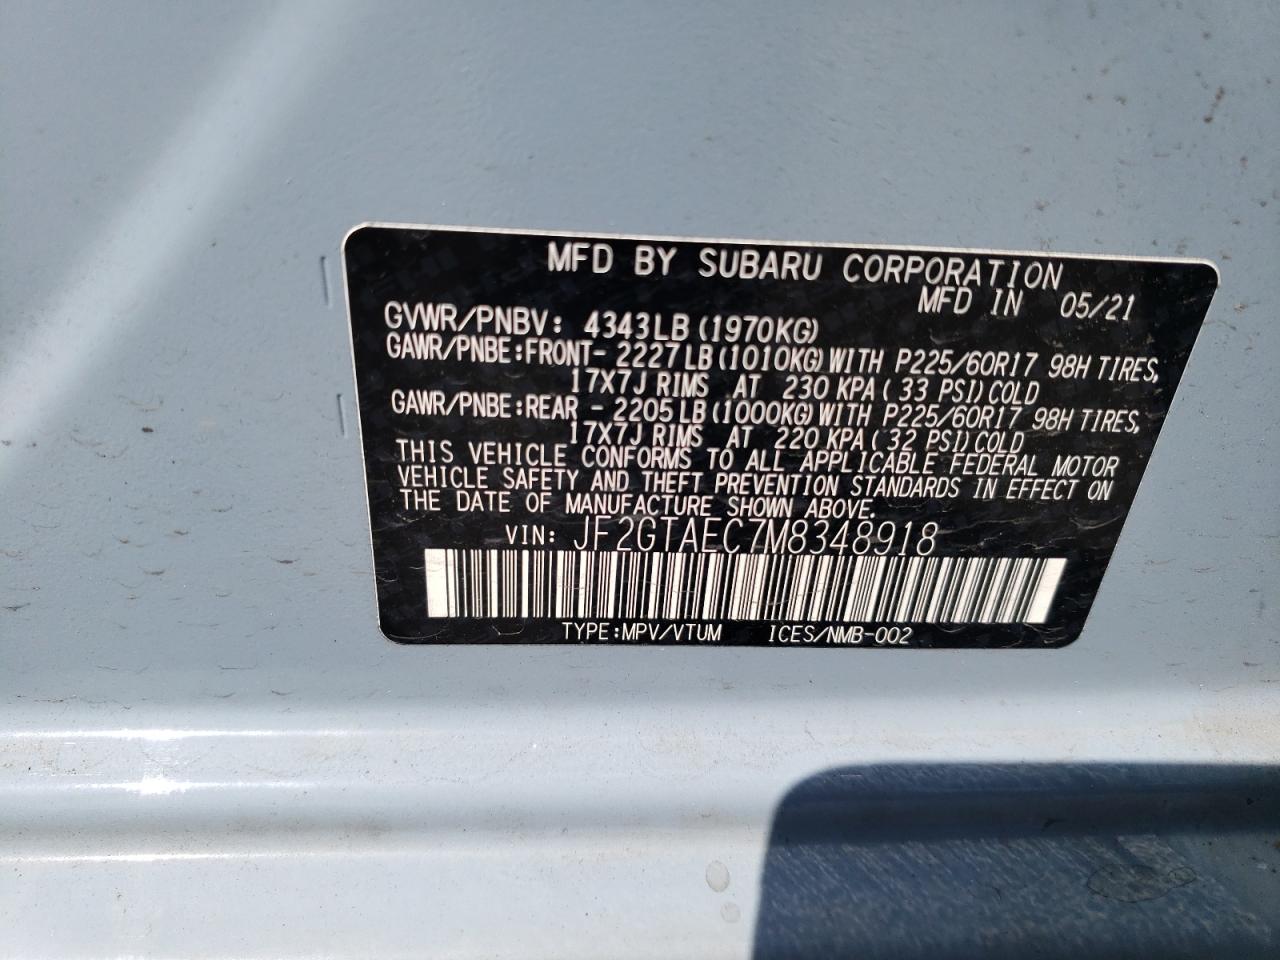 MFD BY SUBARU CORPORATION
MFD IN 05/21
GVWR/PNBV: 4343LB(1970KG)
GAWR/PNBE:FRONT- 2227LB(1010KG)WITH P225/60R17 98H TIRES,
17X7J RIMS AT 230 KPA( 33 PSI)COLD
GAWR/PNBE:REAR - 2205LB(1000KG)WITH P225/60R17 98H TIRES,
17X7J RIMS AT 220 KPA( 32 PSI)COLD
THIS VEHICLE CONFORMS TO ALL APPLICABLE FEDERAL MOTOR
VEHICLE SAFETY AND THEFT PREVENTION STANDARDS IN EFFECT ON
THE DATE OF MANUFACTURE SHOWN ABOVE.
VIN: JF2GTAEC7M8348918
TYPE:MPV/VTUM ICES/NMB-002